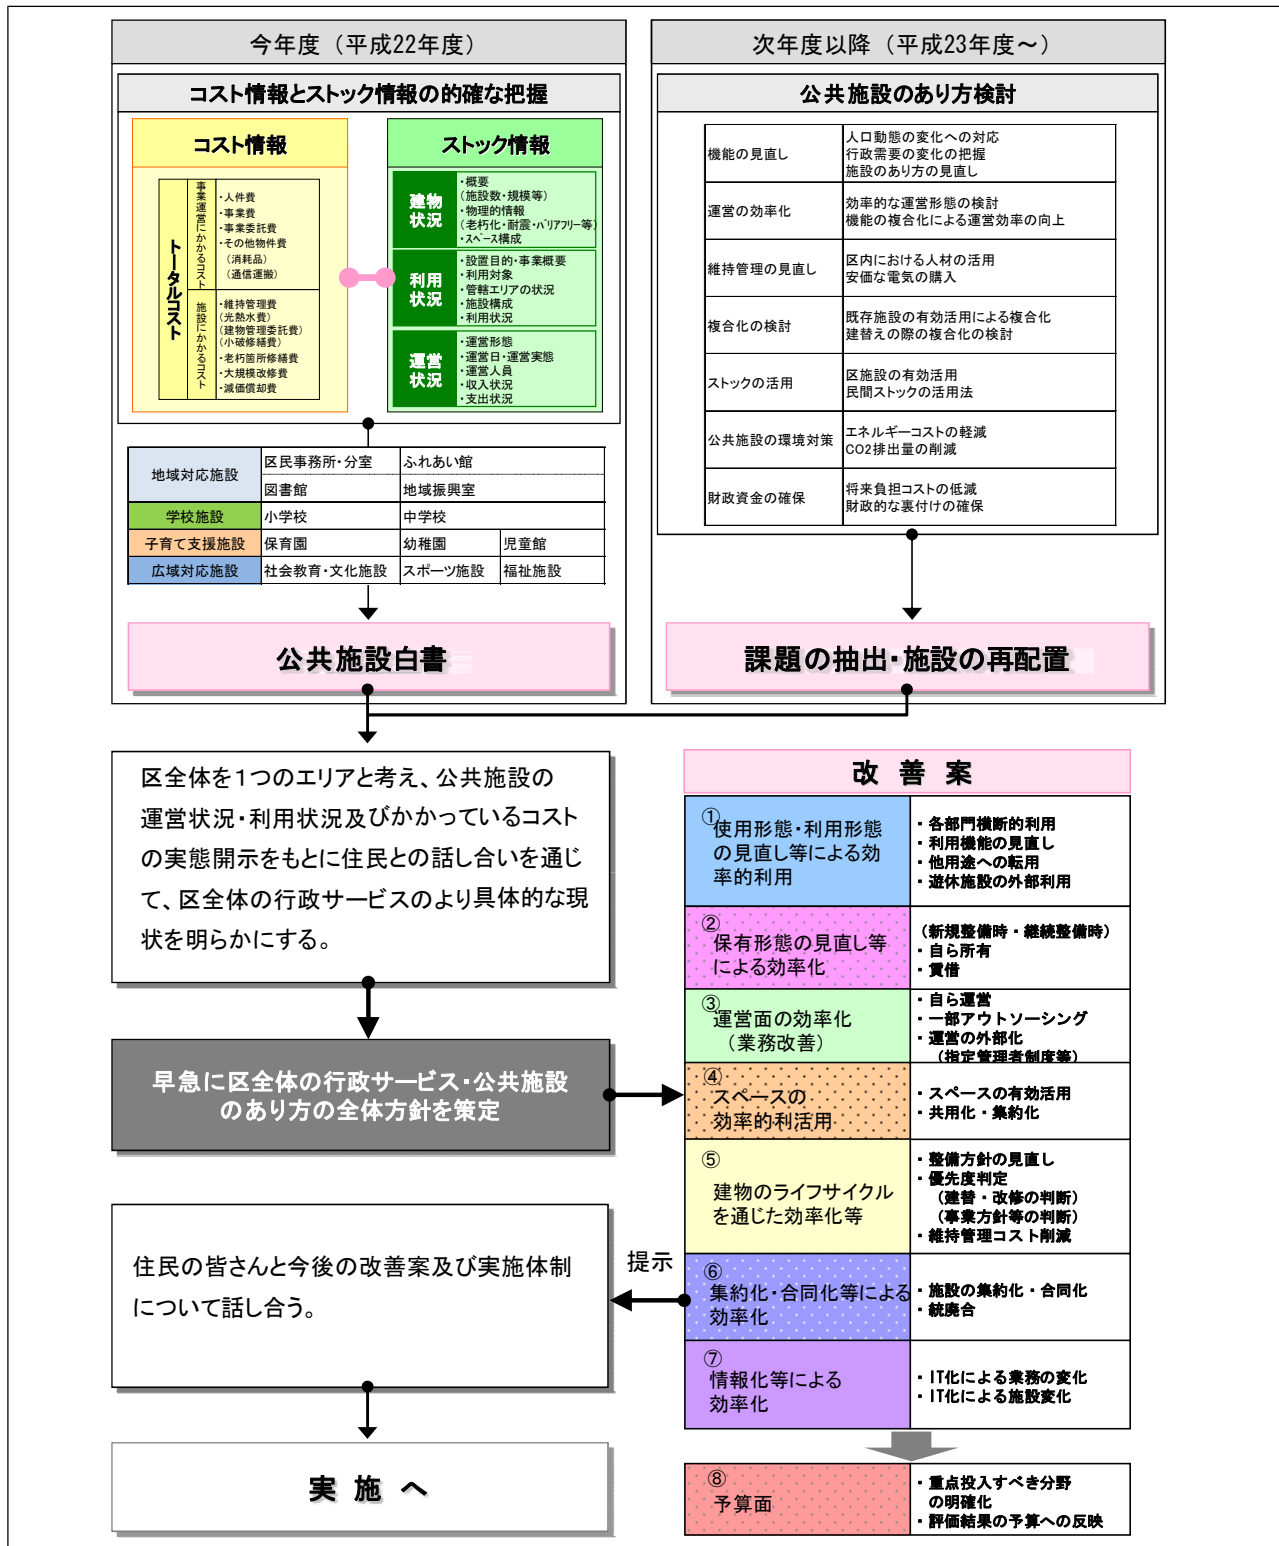 今年度（平成22年度）
コスト情報とストック情報の的確な把握
コスト情報
トータルコスト
事業運営にかかるコスト
・人件費
・事業費
・事業委託費
・その他物件費
（消耗品）
（通信運搬）
施設にかかるコスト
・維持管理費
（光熱水費）
（建物管理委託費）
（小破修繕費）
・老朽箇所修繕費
・大規模改修費
・減価償却費
ストック情報
建物
状況
・概要
（施設数・規模等）
・物理的情報
（老朽化・耐震・バリアフリー等）
・スペース構成
利用
状況
・設置目的・事業概要
・利用対象
・管轄エリアの状況
・施設構成
・利用状況
運営
状況
・運営形態
・運営日・運営実態
・運営人員
・収入状況
・支出状況
地域対応施設
区民事務所・分室
ふれあい館
図書館
地域振興室
学校施設
小学校
中学校
子育て支援施設
保育園
幼稚園
児童館
広域対応施設
社会教育・文化施設
スポーツ施設
福祉施設
公共施設白書
次年度以降（平成23年度～）
公共施設のあり方検討
機能の見直し
人口動態の変化への対応
行政需要の変化の把握
施設のあり方の見直し
運営の効率化
効率的な運営形態の検討
機能の複合化による運営効率の向上
維持管理の見直し
区内における人材の活用
安価な電気の購入
複合化の検討
既存施設の有効活用による複合化
建替えの際の複合化の検討
ストックの活用
区施設の有効活用
民間ストックの活用法
公共施設の環境対策
エネルギーコストの軽減
CO2排出量の削減
財政資金の確保
将来負担コストの低減
財政的な裏付けの確保
課題の抽出・施設の再配置
区全体を１つのエリアと考え、公共施設の
運営状況・利用状況及びかかっているコスト
の実態開示をもとに住民との話し合いを通じ
て、区全体の行政サービスのより具体的な現
状を明らかにする。
早急に区全体の行政サービス・公共施設
のあり方の全体方針を策定
改 善 案
①
使用形態・利用形態
の見直し等による効
率的利用
・各部門横断的利用
・利用機能の見直し
・他用途への転用
・遊休施設の外部利用
②
保有形態の見直し等
による効率化
（新規整備時・継続整備時）
・自ら所有
・賃借
③
運営面の効率化
（業務改善）
・自ら運営
・一部アウトソーシング
・運営の外部化
（指定管理者制度等）
④
スペースの
効率的利活用
・スペースの有効活用
・共用化・集約化
⑤
建物のライフサイクル
を通じた効率化等
・整備方針の見直し
・優先度判定
（建替・改修の判断）
（事業方針等の判断）
・維持管理コスト削減
⑥
集約化・合同化等による
効率化
・施設の集約化・合同化
・統廃合
⑦
情報化等による
効率化
・IT化による業務の変化
・IT化による施設変化
提示
住民の皆さんと今後の改善案及び実施体制
について話し合う。
実 施 へ
⑧
予算面
・重点投入すべき分野
の明確化
・評価結果の予算への反映